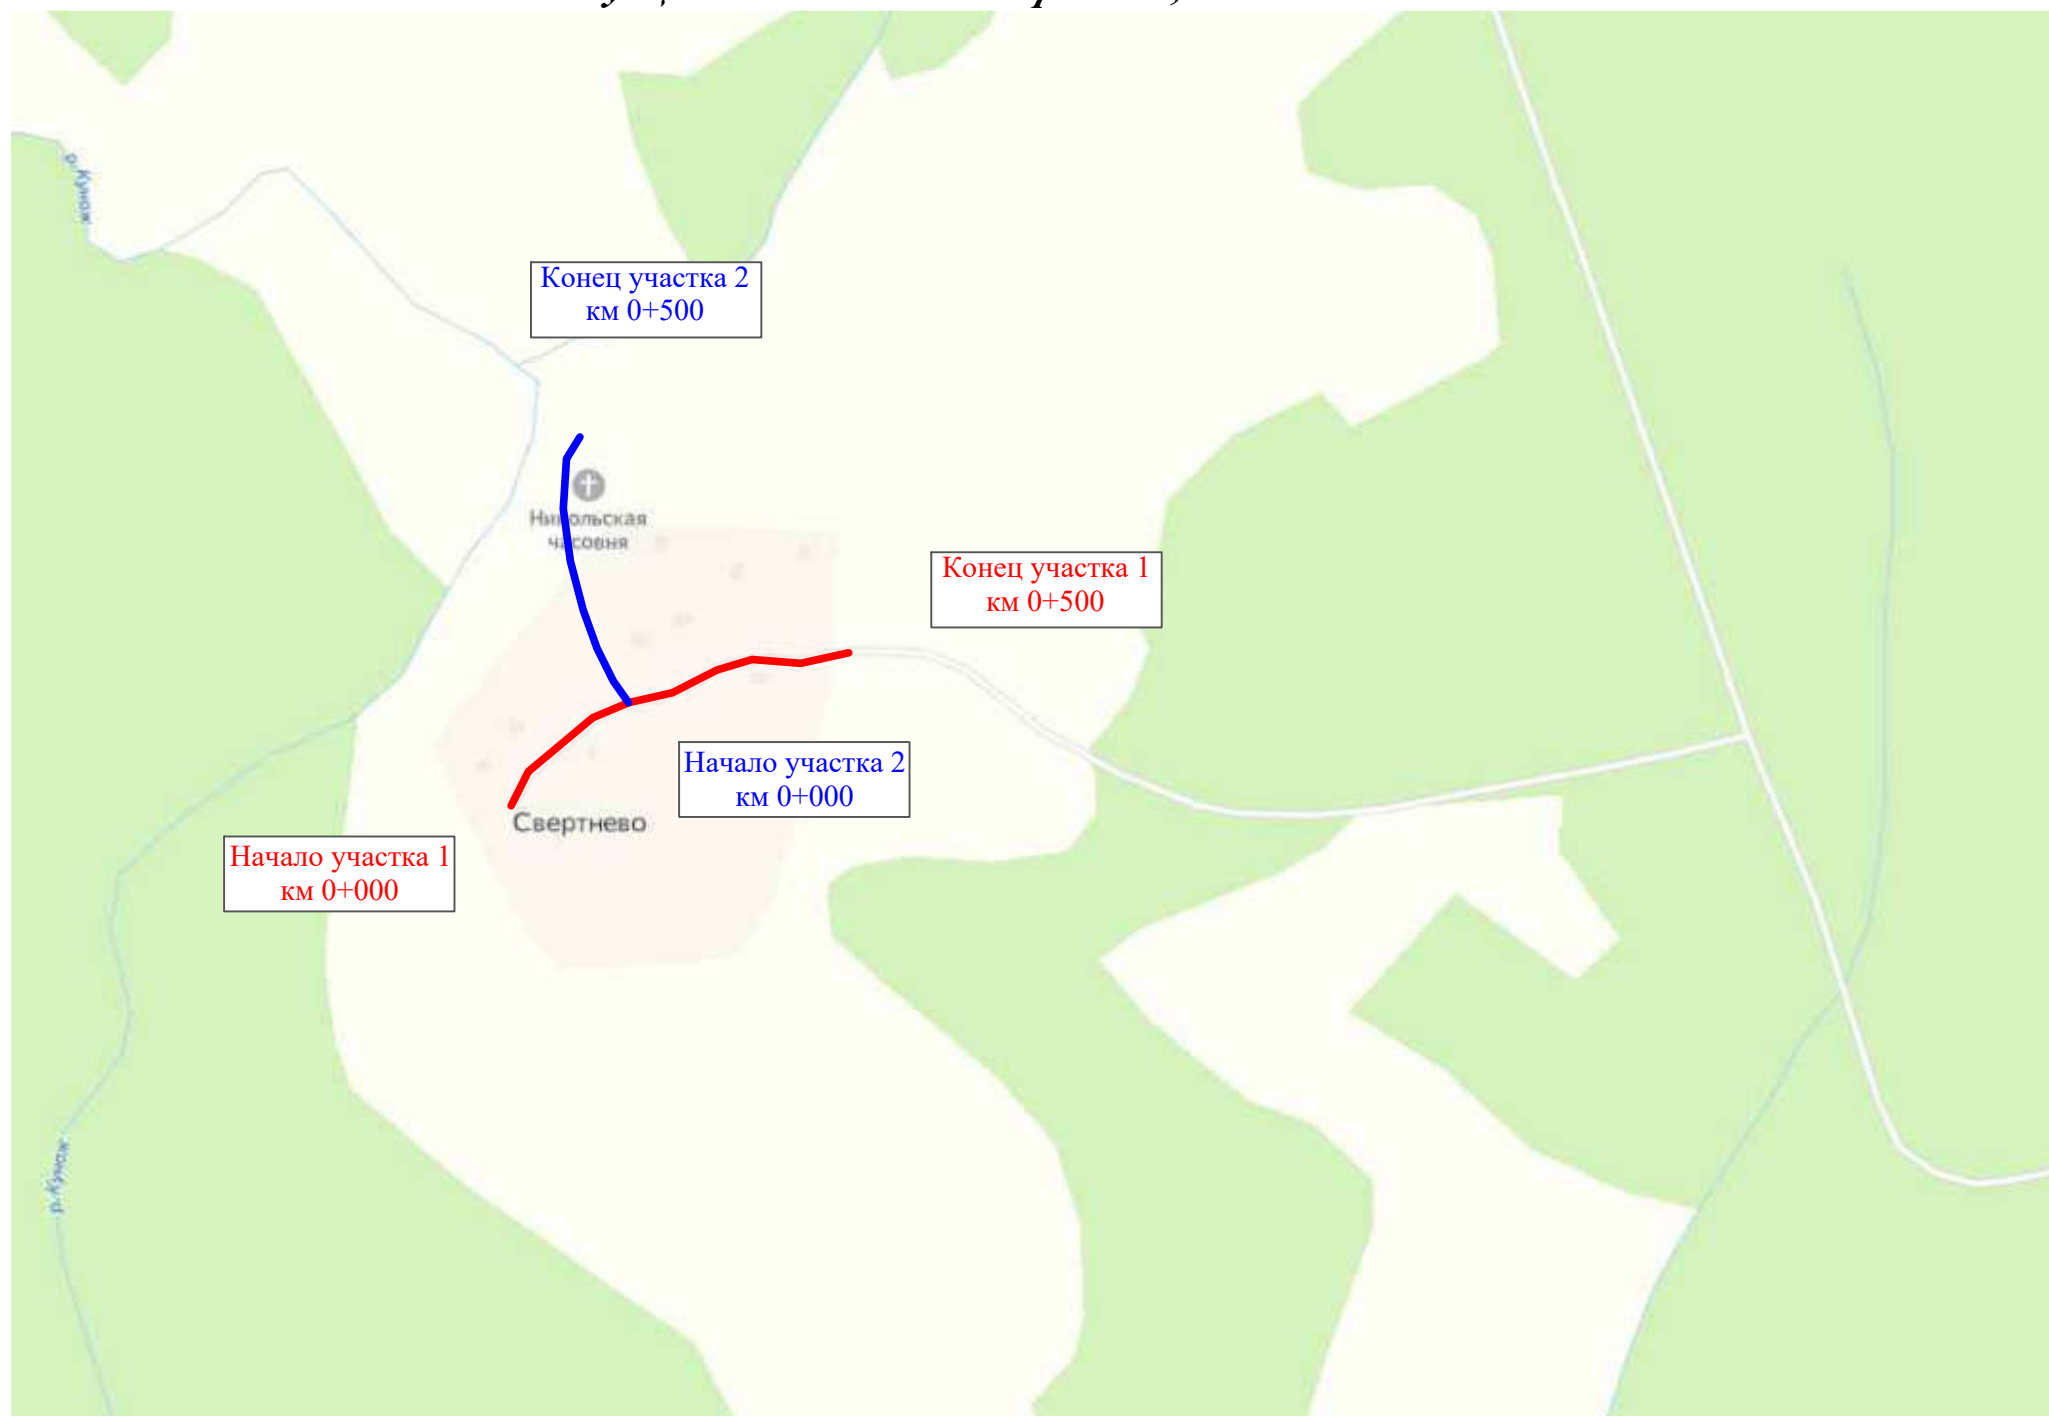 р. Кунож
Конец участка 2
км 0+500
Никольская
часовня
Конец участка 1
км 0+500
Начало участка 2
км 0+000
Свертнево
Начало участка 1
км 0+000
р. Кунож